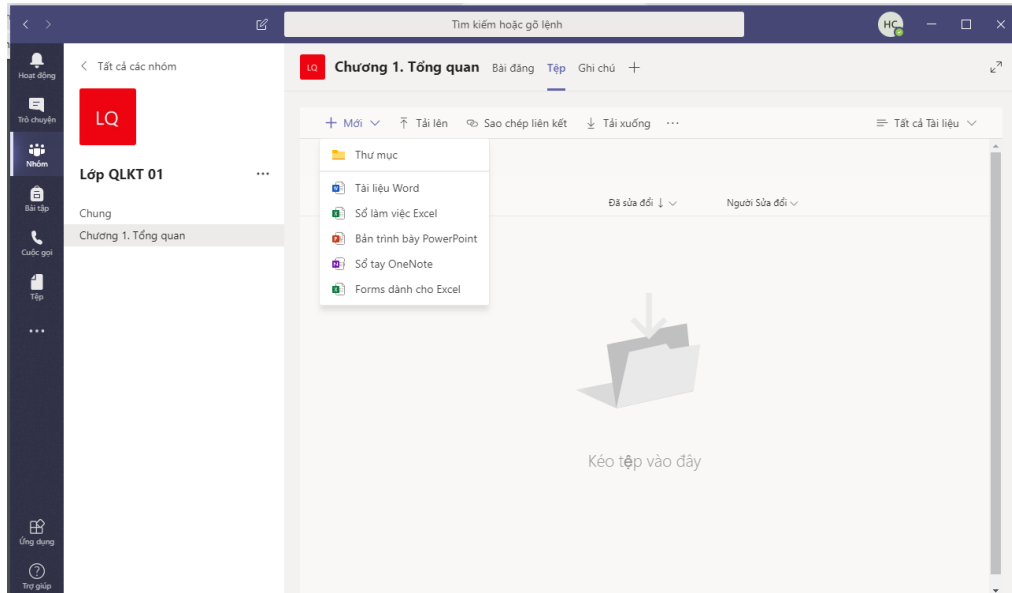 Tìm kiếm hoặc gõ lệnh
HC
Hoạt động
Trò chuyện
Nhóm
Bài tập
Cuộc gọi
Tệp
Ứng dụng
Trợ giúp
Tất cả các nhóm
LQ
Lớp QLKT 01
Chung
Chương 1. Tổng quan
LQ Chương 1. Tổng quan Bài đăng Tệp Ghi chú
Mới Tải lên Sao chép liên kết Tải xuống Tất cả Tài liệu
Thư mục
Tài liệu Word
Sổ làm việc Excel
Bản trình bày PowerPoint
Sổ tay OneNote
Forms dành cho Excel
Đã sửa đổi Người Sửa đổi
Kéo tệp vào đây